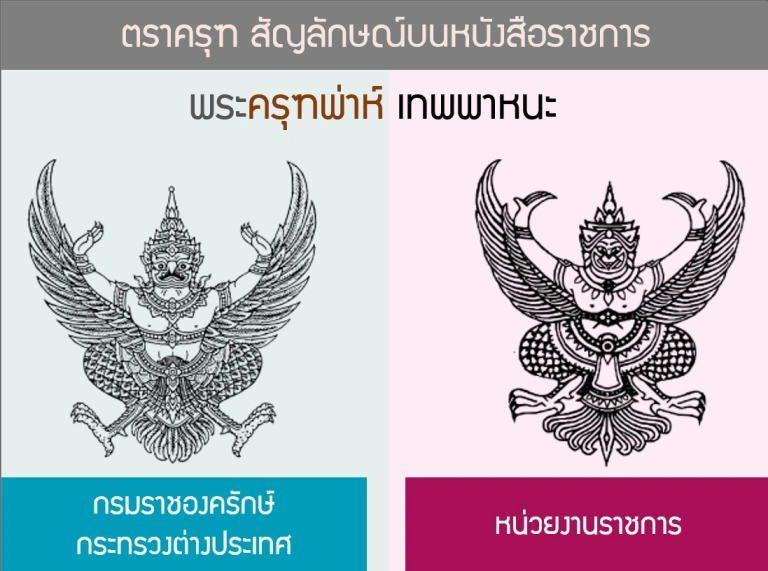 ตราครุฑ สัญลักษณ์บนหนังสือราชการ
พระครุฑพ่าห์ เทพพาหนะ
กรมราชองครักษ์
กระทรวงต่างประเทศ
หน่วยงานราชการ